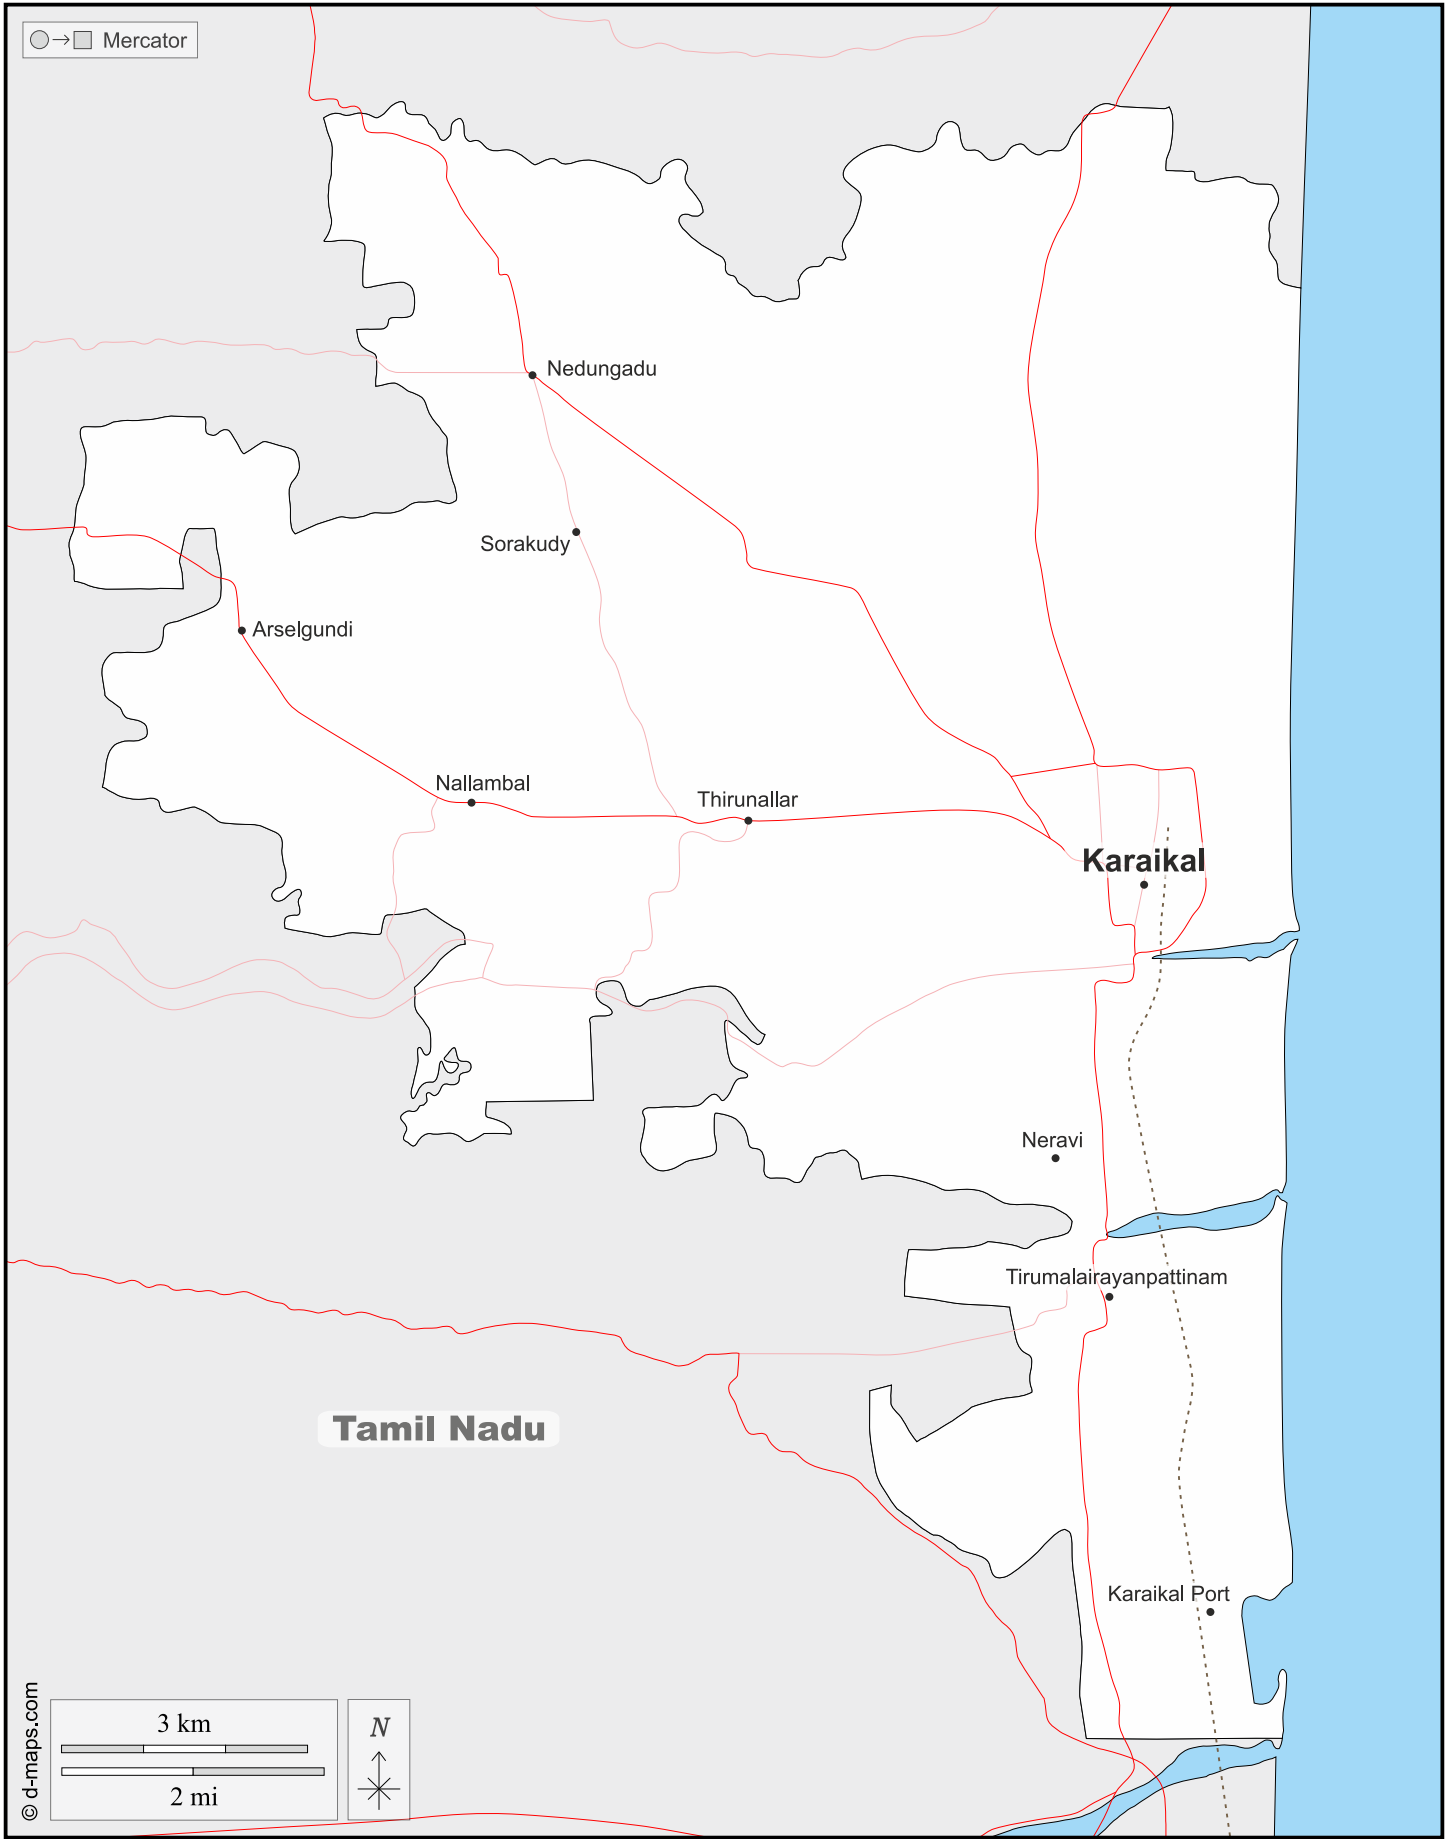 Mercator
Nedungadu
Sorakudy
Arselgundi
Nallambal
Thirunallar
Karaikal
Neravi
Tirumalairayanpattinam
Tamil Nadu
Karaikal Port
© d-maps.com
3 km
2 mi
N